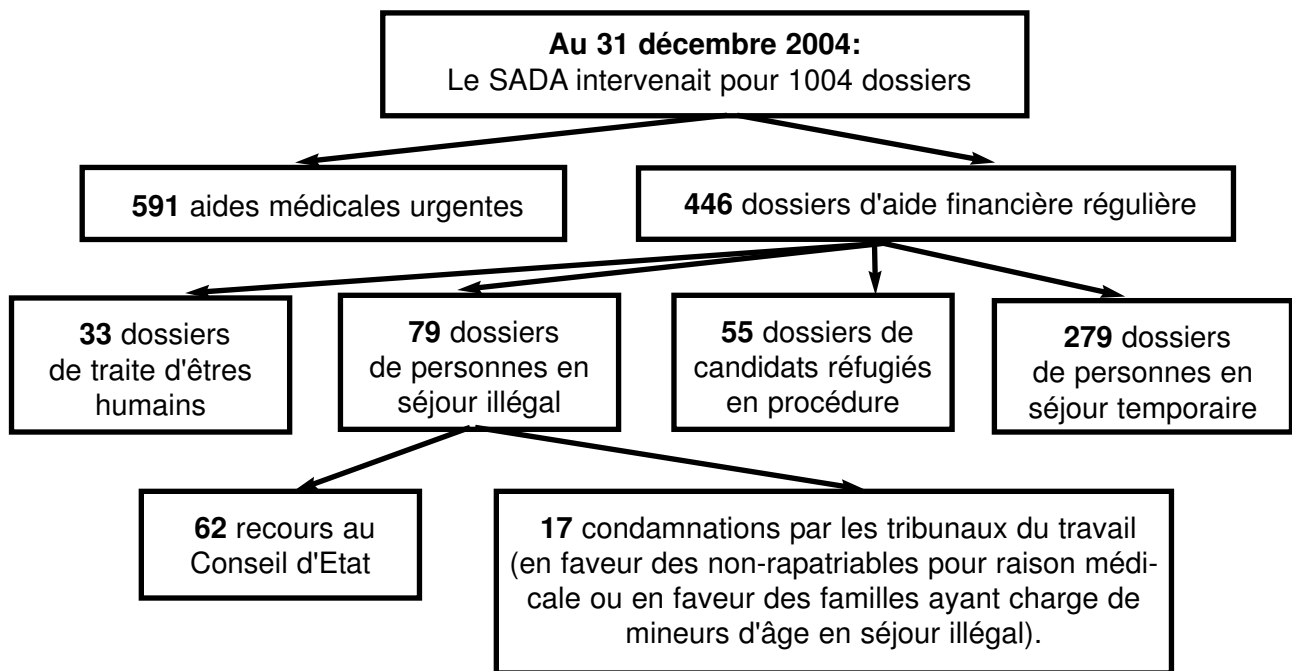 Au 31 décembre 2004:
Le SADA intervenait pour 1004 dossiers
591 aides médicales urgentes
446 dossiers d'aide financière régulière
33 dossiers
de traite d'êtres
humains
79 dossiers
de personnes en
séjour illégal
55 dossiers de
candidats réfugiés
en procédure
279 dossiers
de personnes en
séjour temporaire
62 recours au
Conseil d'Etat
17 condamnations par les tribunaux du travail
(en faveur des non-rapatriables pour raison médi-
cale ou en faveur des familles ayant charge de
mineurs d'âge en séjour illégal).